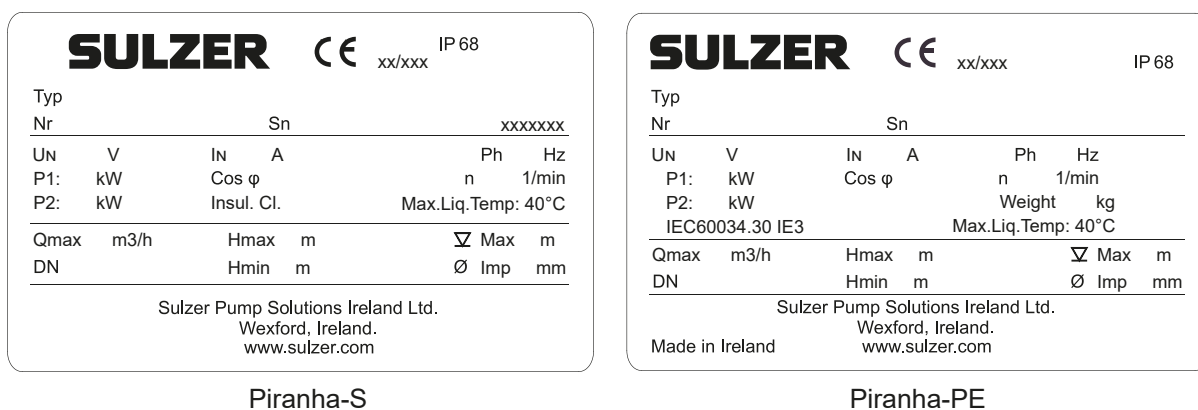 SULZER CE xx/xxx IP 68
Typ
Nr Sn xxxxxxx
UN V IN A Ph Hz
P1: kW Cos φ n 1/min
P2: kW Insul. Cl. Max.Liq.Temp: 40°C
Qmax m3/h Hmax m ∇ Max m
DN Hmin m Ø Imp mm
Sulzer Pump Solutions Ireland Ltd.
Wexford, Ireland.
www.sulzer.com
Piranha-S
SULZER CE xx/xxx IP 68
Typ
Nr Sn
UN V IN A Ph Hz
P1: kW Cos φ n 1/min
P2: kW Weight kg
IEC60034.30 IE3 Max.Liq.Temp: 40°C
Qmax m3/h Hmax m ∇ Max m
DN Hmin m Ø Imp mm
Sulzer Pump Solutions Ireland Ltd.
Wexford, Ireland.
Made in Ireland www.sulzer.com
Piranha-PE